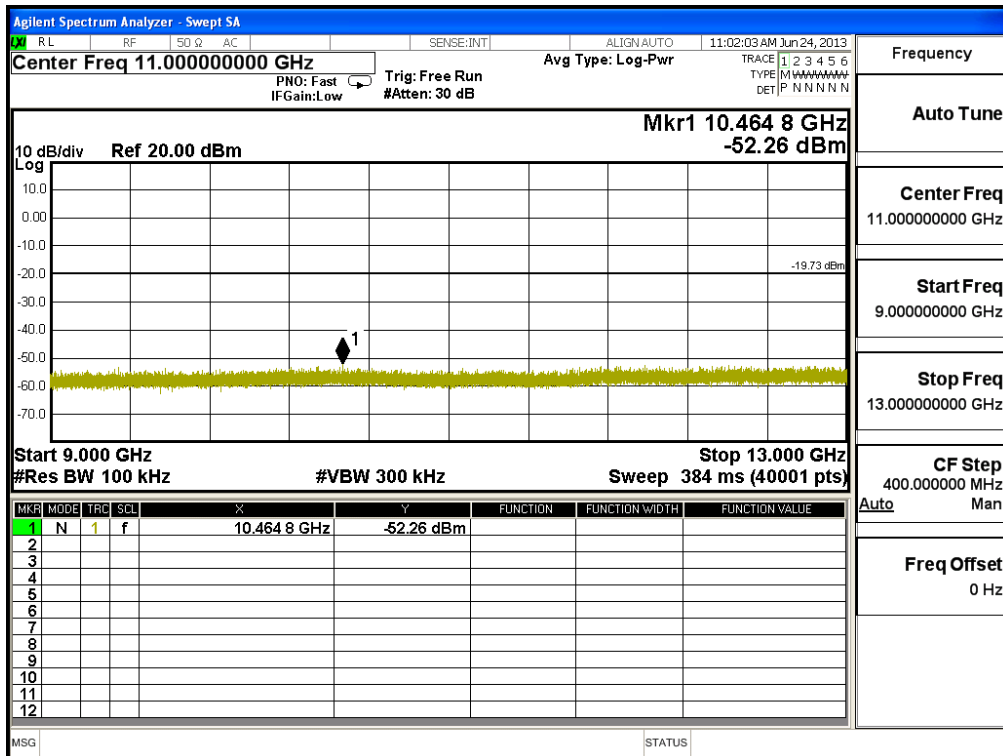 Agilent Spectrum Analyzer - Swept SA
LXI RL RF 50 Ω AC SENSE:INT ALIGN AUTO 11:02:03 AM Jun 24, 2013
Center Freq 11.000000000 GHz
PNO: Fast
IFGain:Low
Trig: Free Run
#Atten: 30 dB
Avg Type: Log-Pwr
TRACE 1 2 3 4 5 6
TYPE M
DET P N N N N N
Mkr1 10.464 8 GHz
-52.26 dBm
10 dB/div Ref 20.00 dBm
Log
10.0
0.00
-10.0
-20.0
-30.0
-40.0
-50.0
-60.0
-70.0
-19.73 dBm
1
Start 9.000 GHz Stop 13.000 GHz
#Res BW 100 kHz #VBW 300 kHz Sweep 384 ms (40001 pts)
MKR MODE TRC SCL X Y FUNCTION FUNCTION WIDTH FUNCTION VALUE
1 N 1 f 10.464 8 GHz -52.26 dBm
2
3
4
5
6
7
8
9
10
11
12
MSG STATUS
Frequency
Auto Tune
Center Freq
11.000000000 GHz
Start Freq
9.000000000 GHz
Stop Freq
13.000000000 GHz
CF Step
400.000000 MHz
Auto Man
Freq Offset
0 Hz